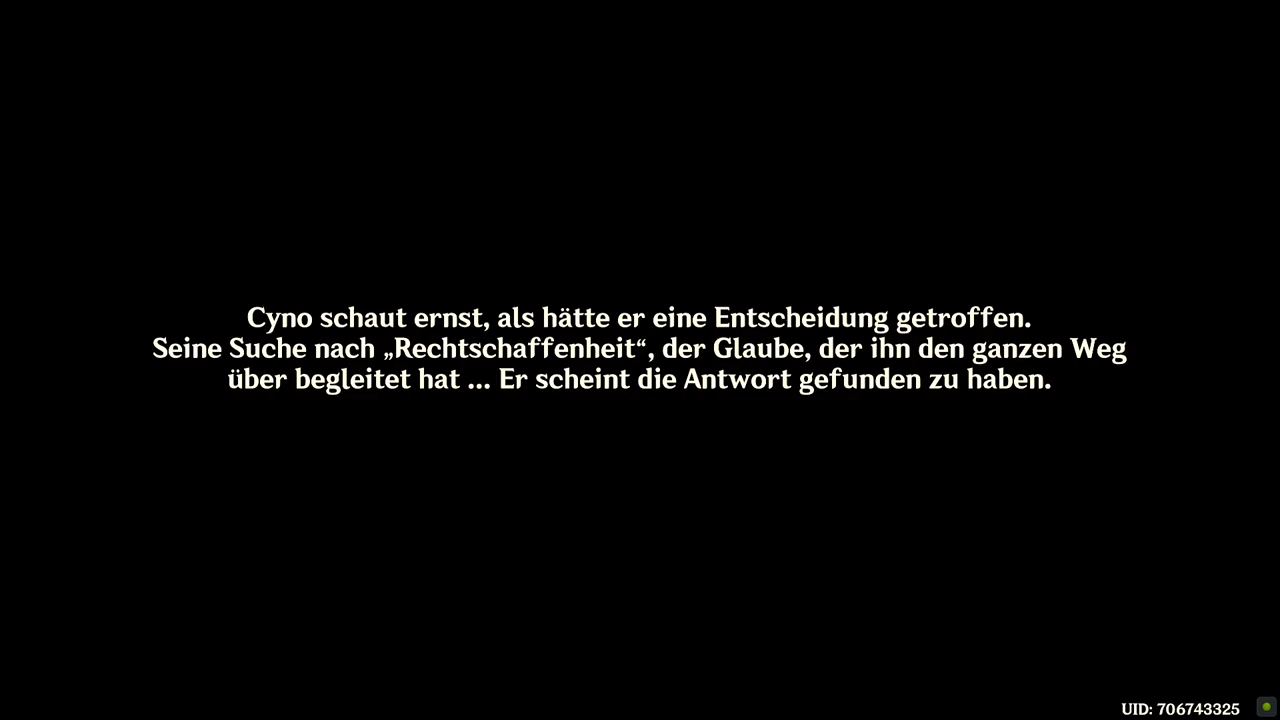 Cyno schaut ernst, als hätte er eine Entscheidung getroffen.
Seine Suche nach „Rechtschaffenheit“, der Glaube, der ihn den ganzen Weg
über begleitet hat ... Er scheint die Antwort gefunden zu haben.
UID: 706743325